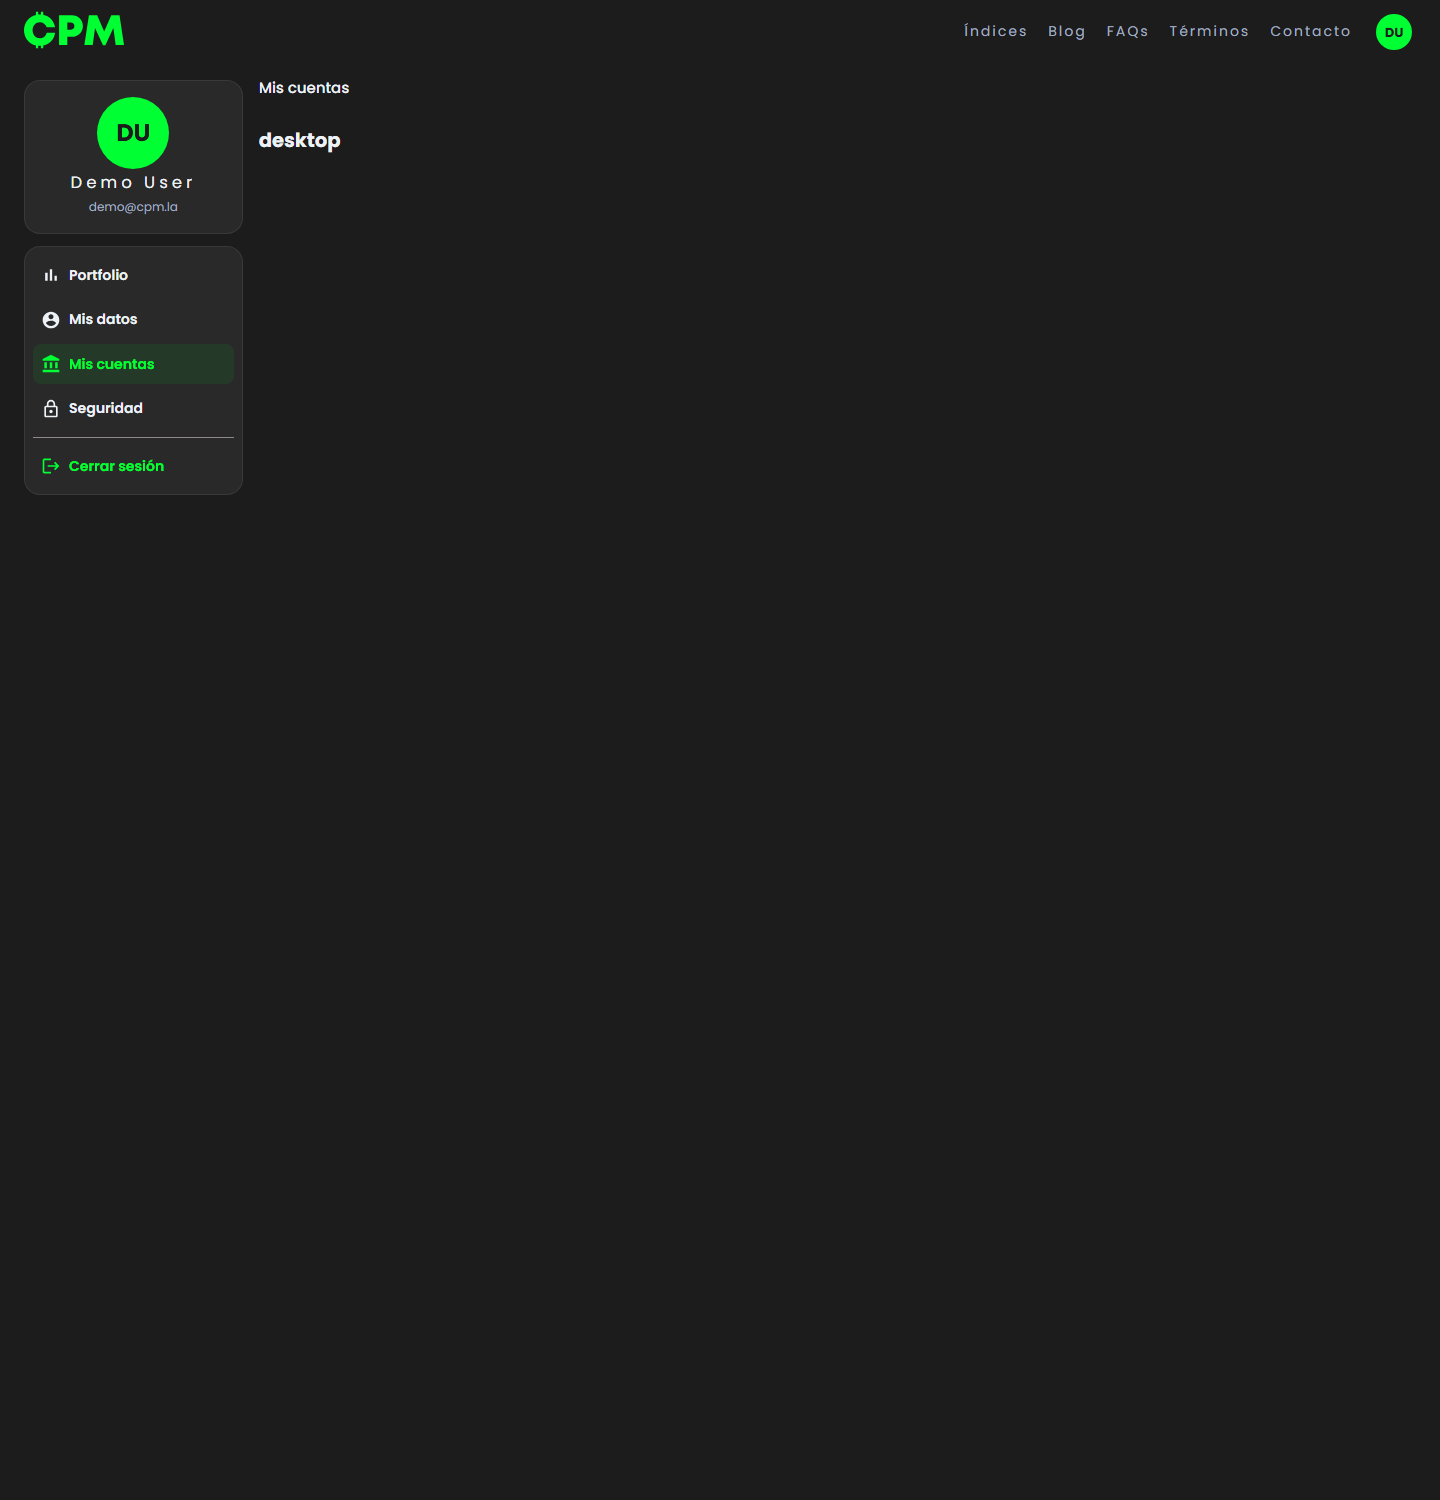 CPM
Índices
Blog
FAQs
Términos
Contacto
DU
DU
Demo User
demo@cpm.la
Portfolio
Mis datos
Mis cuentas
Seguridad
Cerrar sesión
Mis cuentas
desktop